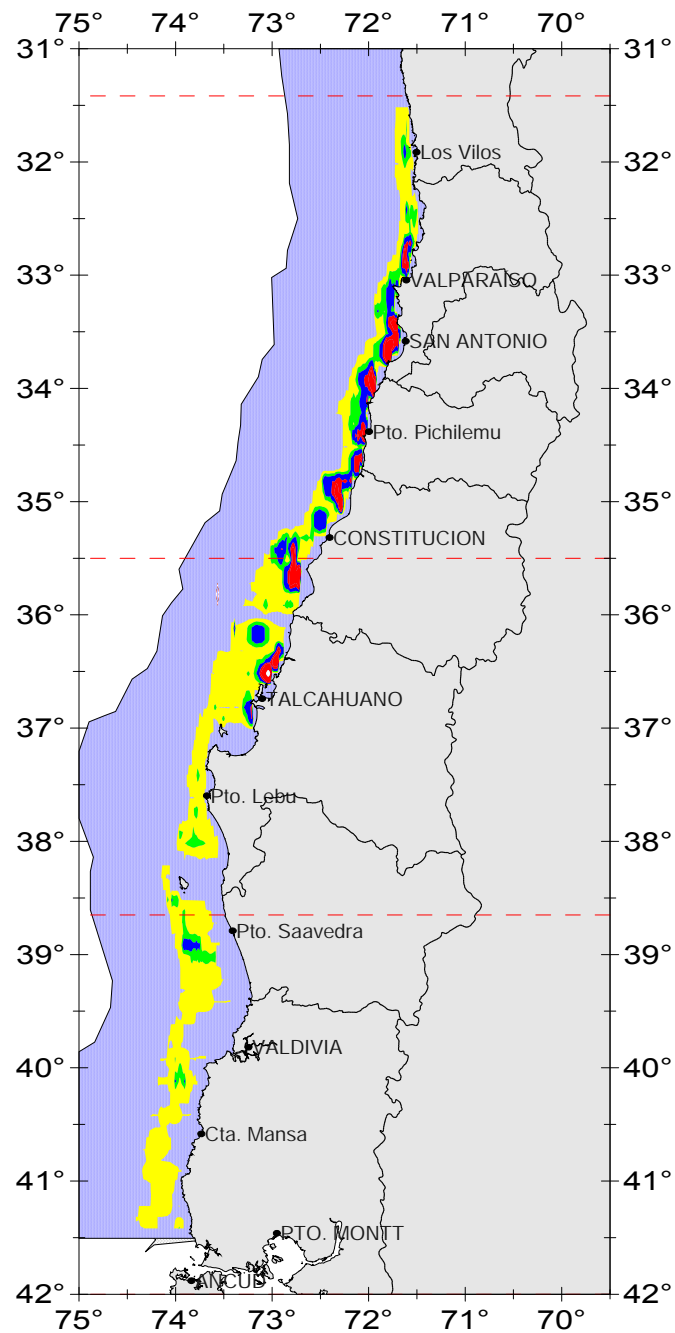 75° 74° 73° 72° 71° 70°
31° 31°
32° Los Vilos 32°
33° VALPARAISO 33°
SAN ANTONIO
34° 34°
Pto. Pichilemu
35° 35°
CONSTITUCION
36° 36°
TALCAHUANO
37° 37°
Pto. Lebu
38° 38°
Pto. Saavedra
39° 39°
VALDIVIA
40° 40°
Cta. Mansa
41° 41°
PTO. MONTT
ANCUD
42° 42°
75° 74° 73° 72° 71° 70°